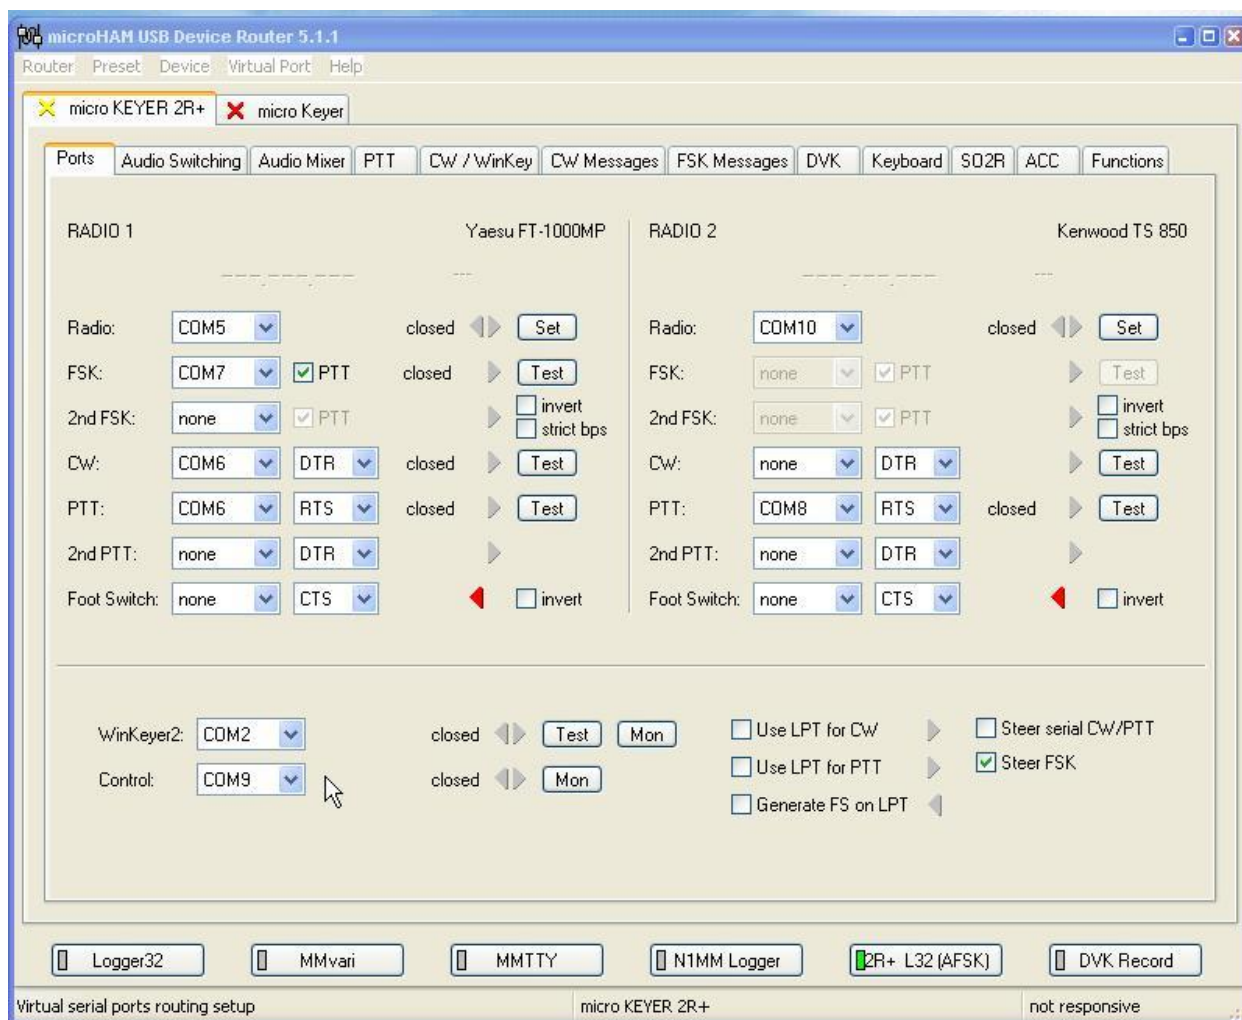 microHAM USB Device Router 5.1.1
Router Preset Device Virtual Port Help
micro KEYER 2R+ micro Keyer
Ports Audio Switching Audio Mixer PTT CW / WinKey CW Messages FSK Messages DVK Keyboard SO2R ACC Functions
RADIO 1 Yaesu FT-1000MP RADIO 2 Kenwood TS 850
---.---.--- --- ---.---.--- ---
Radio: COM5 closed Set Radio: COM10 closed Set
FSK: COM7 PTT closed Test FSK: none PTT Test
2nd FSK: none PTT invert 2nd FSK: none PTT invert
strict bps strict bps
CW: COM6 DTR closed Test CW: none DTR Test
PTT: COM6 RTS closed Test PTT: COM8 RTS closed Test
2nd PTT: none DTR 2nd PTT: none DTR
Foot Switch: none CTS invert Foot Switch: none CTS invert
WinKeyer2: COM2 closed Test Mon Use LPT for CW Steer serial CW/PTT
Control: COM9 closed Mon Use LPT for PTT Steer FSK
Generate FS on LPT
Logger32 MMvari MMTTY N1MM Logger 2R+ L32 (AFSK) DVK Record
Virtual serial ports routing setup micro KEYER 2R+ not responsive